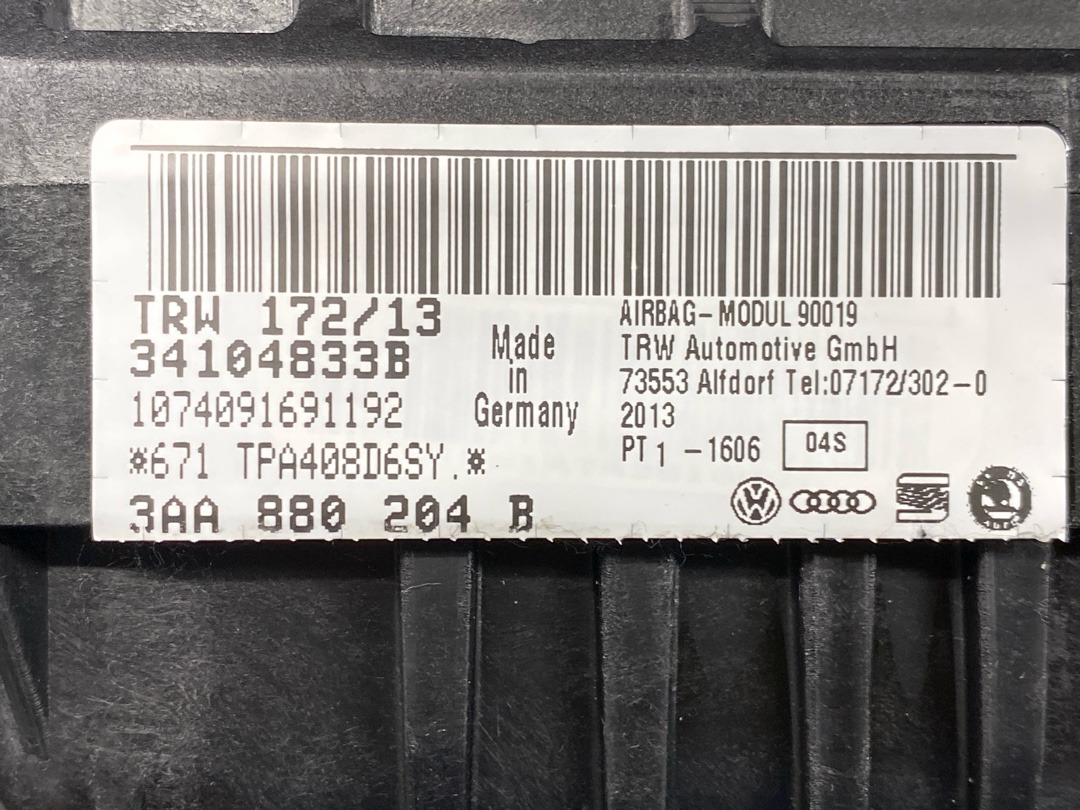 TRW 172/13
34104833B
1074091691192
*671 TPA408D6SY.*
3AA 880 204 B
Made
in
Germany
AIRBAG-MODUL 90019
TRW Automotive GmbH
73553 Alfdorf Tel:07172/302-0
2013
PT1 -1606 04S